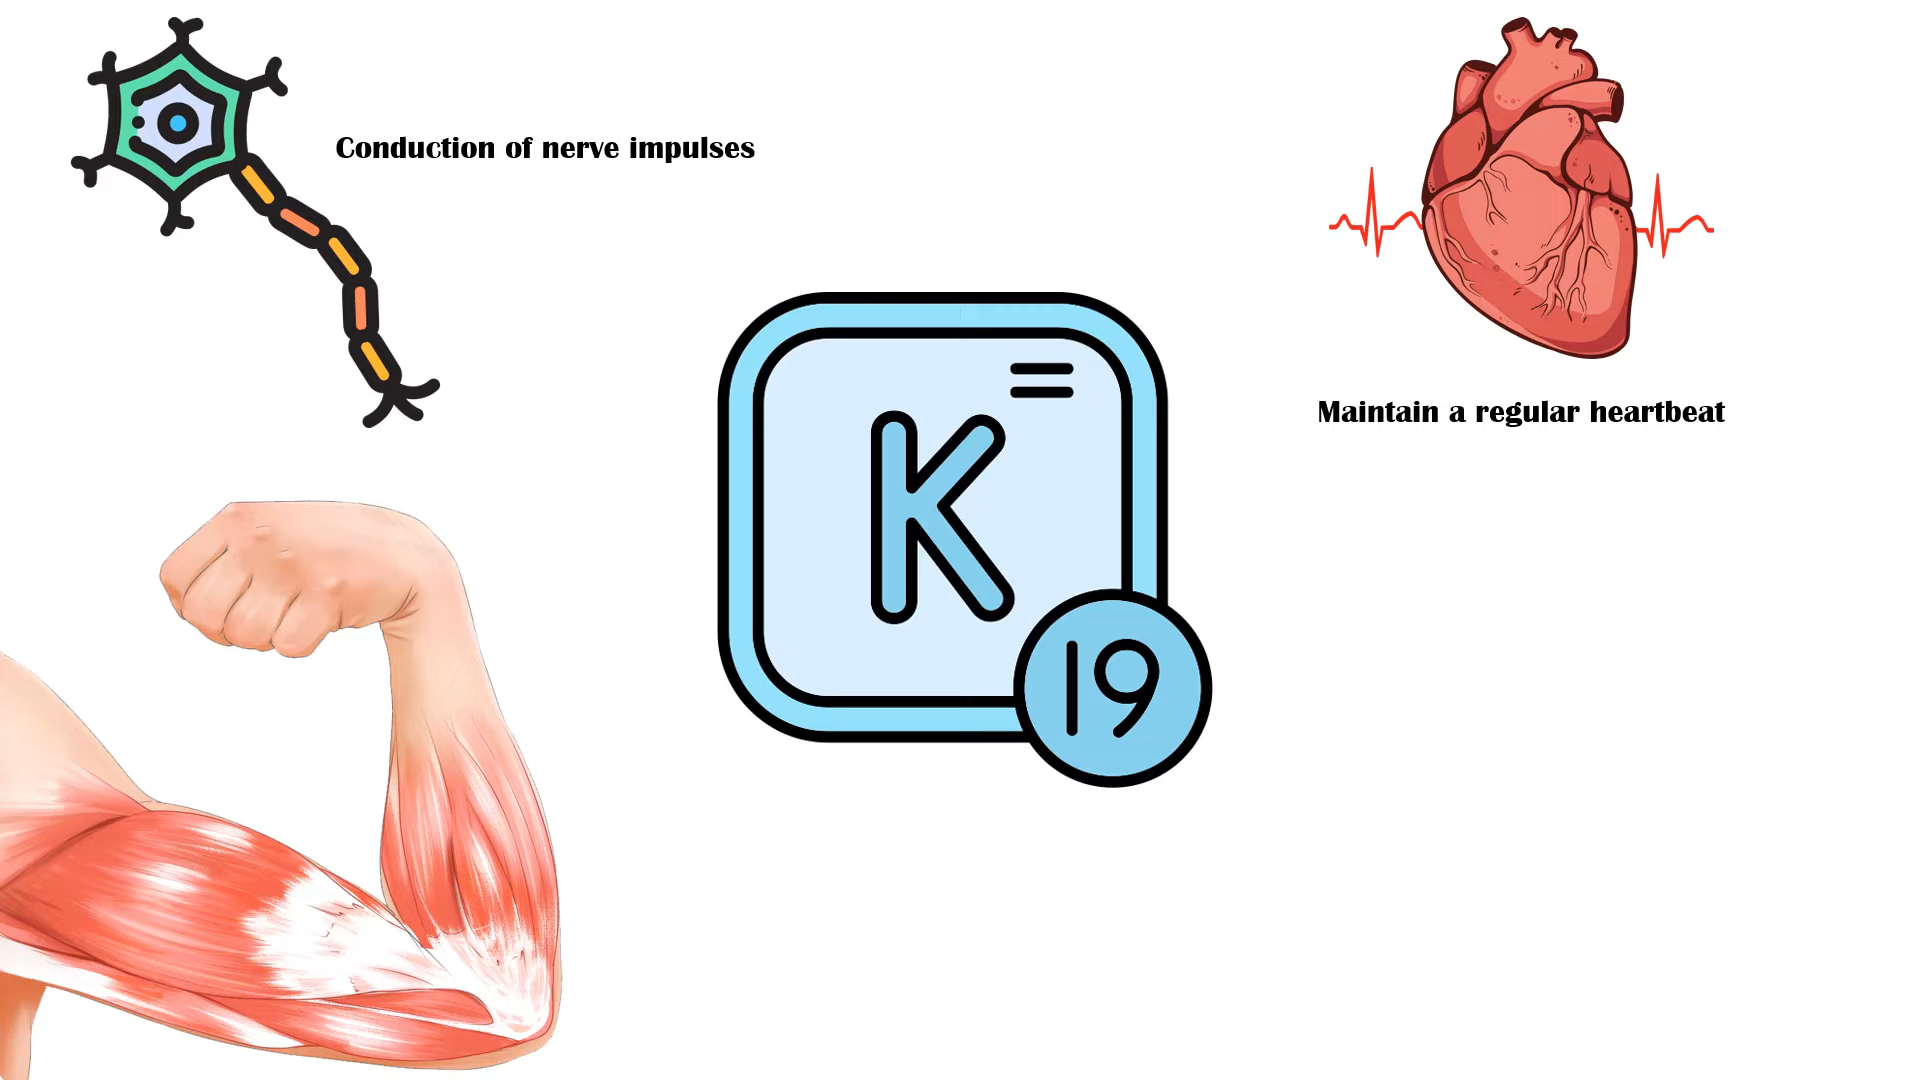 Conduction of nerve impulses
Maintain a regular heartbeat
K
19